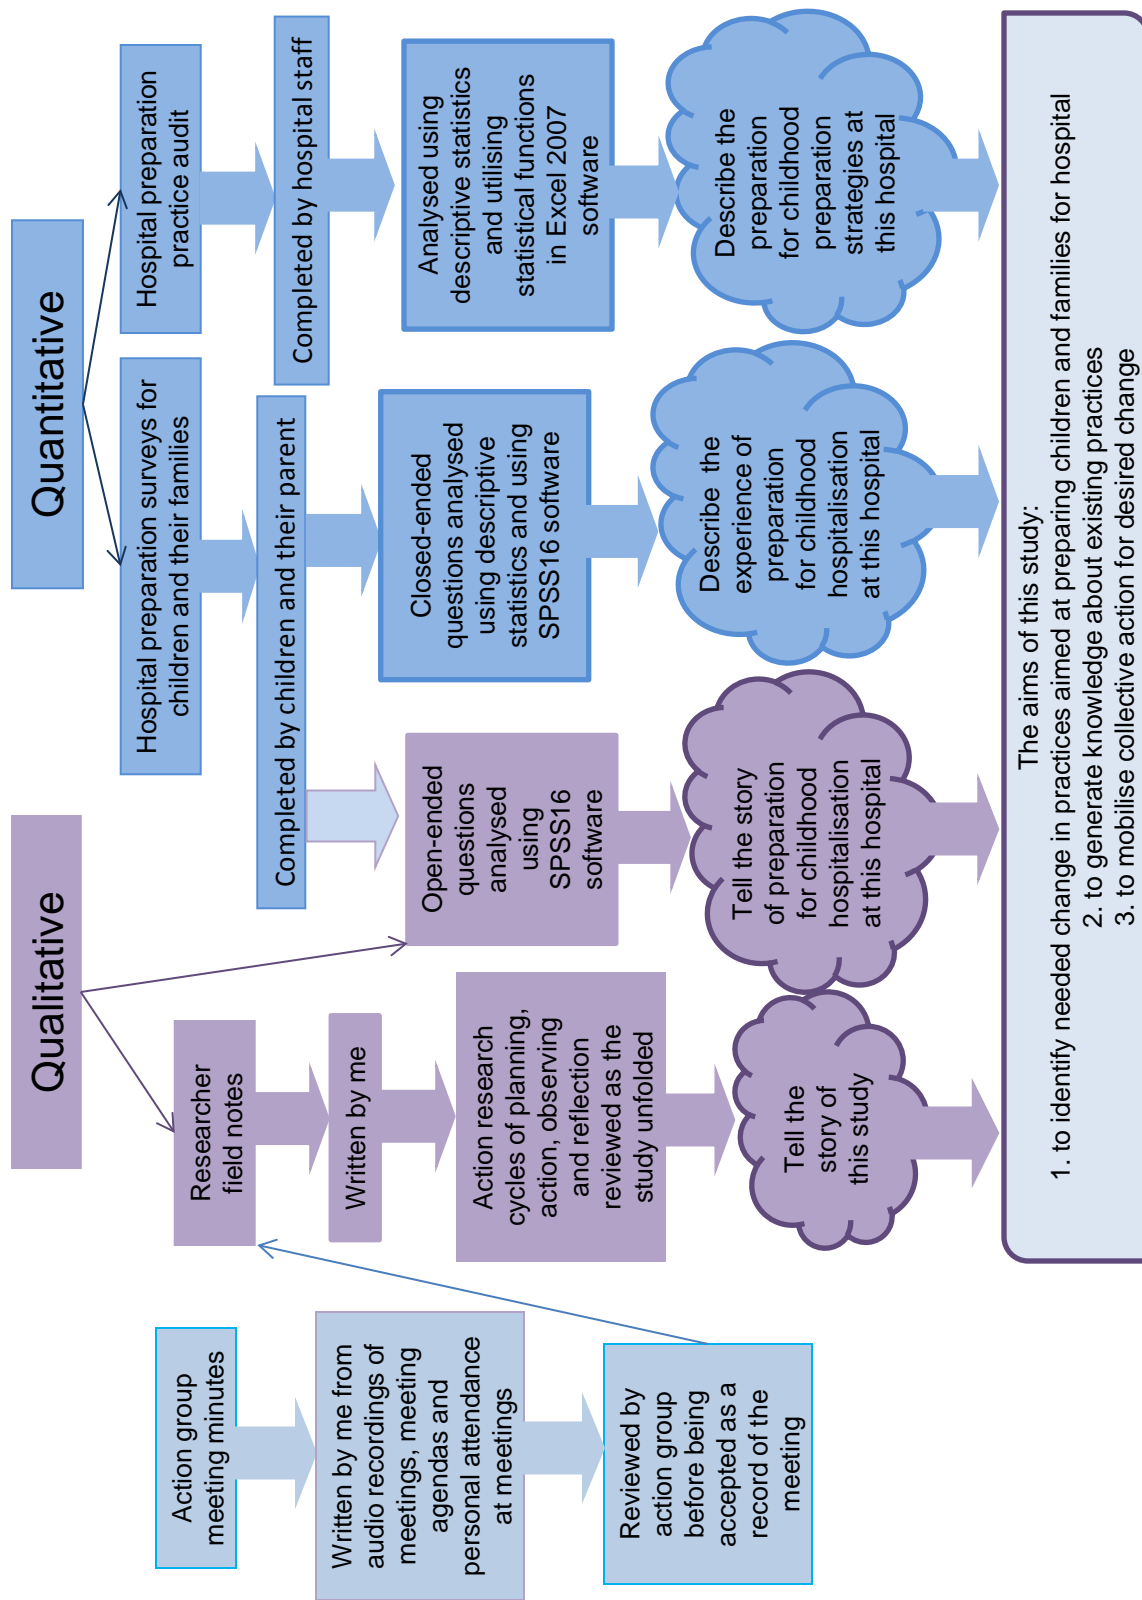 Qualitative
Quantitative
Action group
meeting minutes
Written by me from
audio recordings of
meetings, meeting
agendas and
personal attendance
at meetings
Reviewed by
action group
before being
accepted as a
record of the
meeting
Researcher
field notes
Written by me
Action research
cycles of planning,
action, observing
and reflection
reviewed as the
study unfolded
Tell the
story of
this study
Open-ended
questions
analysed
using
SPSS16
software
Tell the story
of preparation
for childhood
hospitalisation
at this hospital
Hospital preparation surveys for
children and their families
Completed by children and their parent
Closed-ended
questions analysed
using descriptive
statistics and using
SPSS16 software
Describe the
experience of
preparation
for childhood
hospitalisation
at this hospital
Hospital preparation
practice audit
Completed by hospital staff
Analysed using
descriptive statistics
and utilising
statistical functions
in Excel 2007
software
Describe the
preparation
for childhood
preparation
strategies at
this hospital
The aims of this study:
1. to identify needed change in practices aimed at preparing children and families for hospital
2. to generate knowledge about existing practices
3. to mobilise collective action for desired change